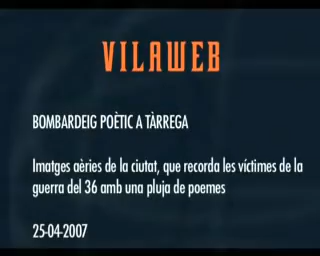 VILAWEB
BOMBARDEIG POÈTIC A TÀRREGA
Imatges aèries de la ciutat, que recorda les víctimes de la
guerra del 36 amb una pluja de poemes
25-04-2007